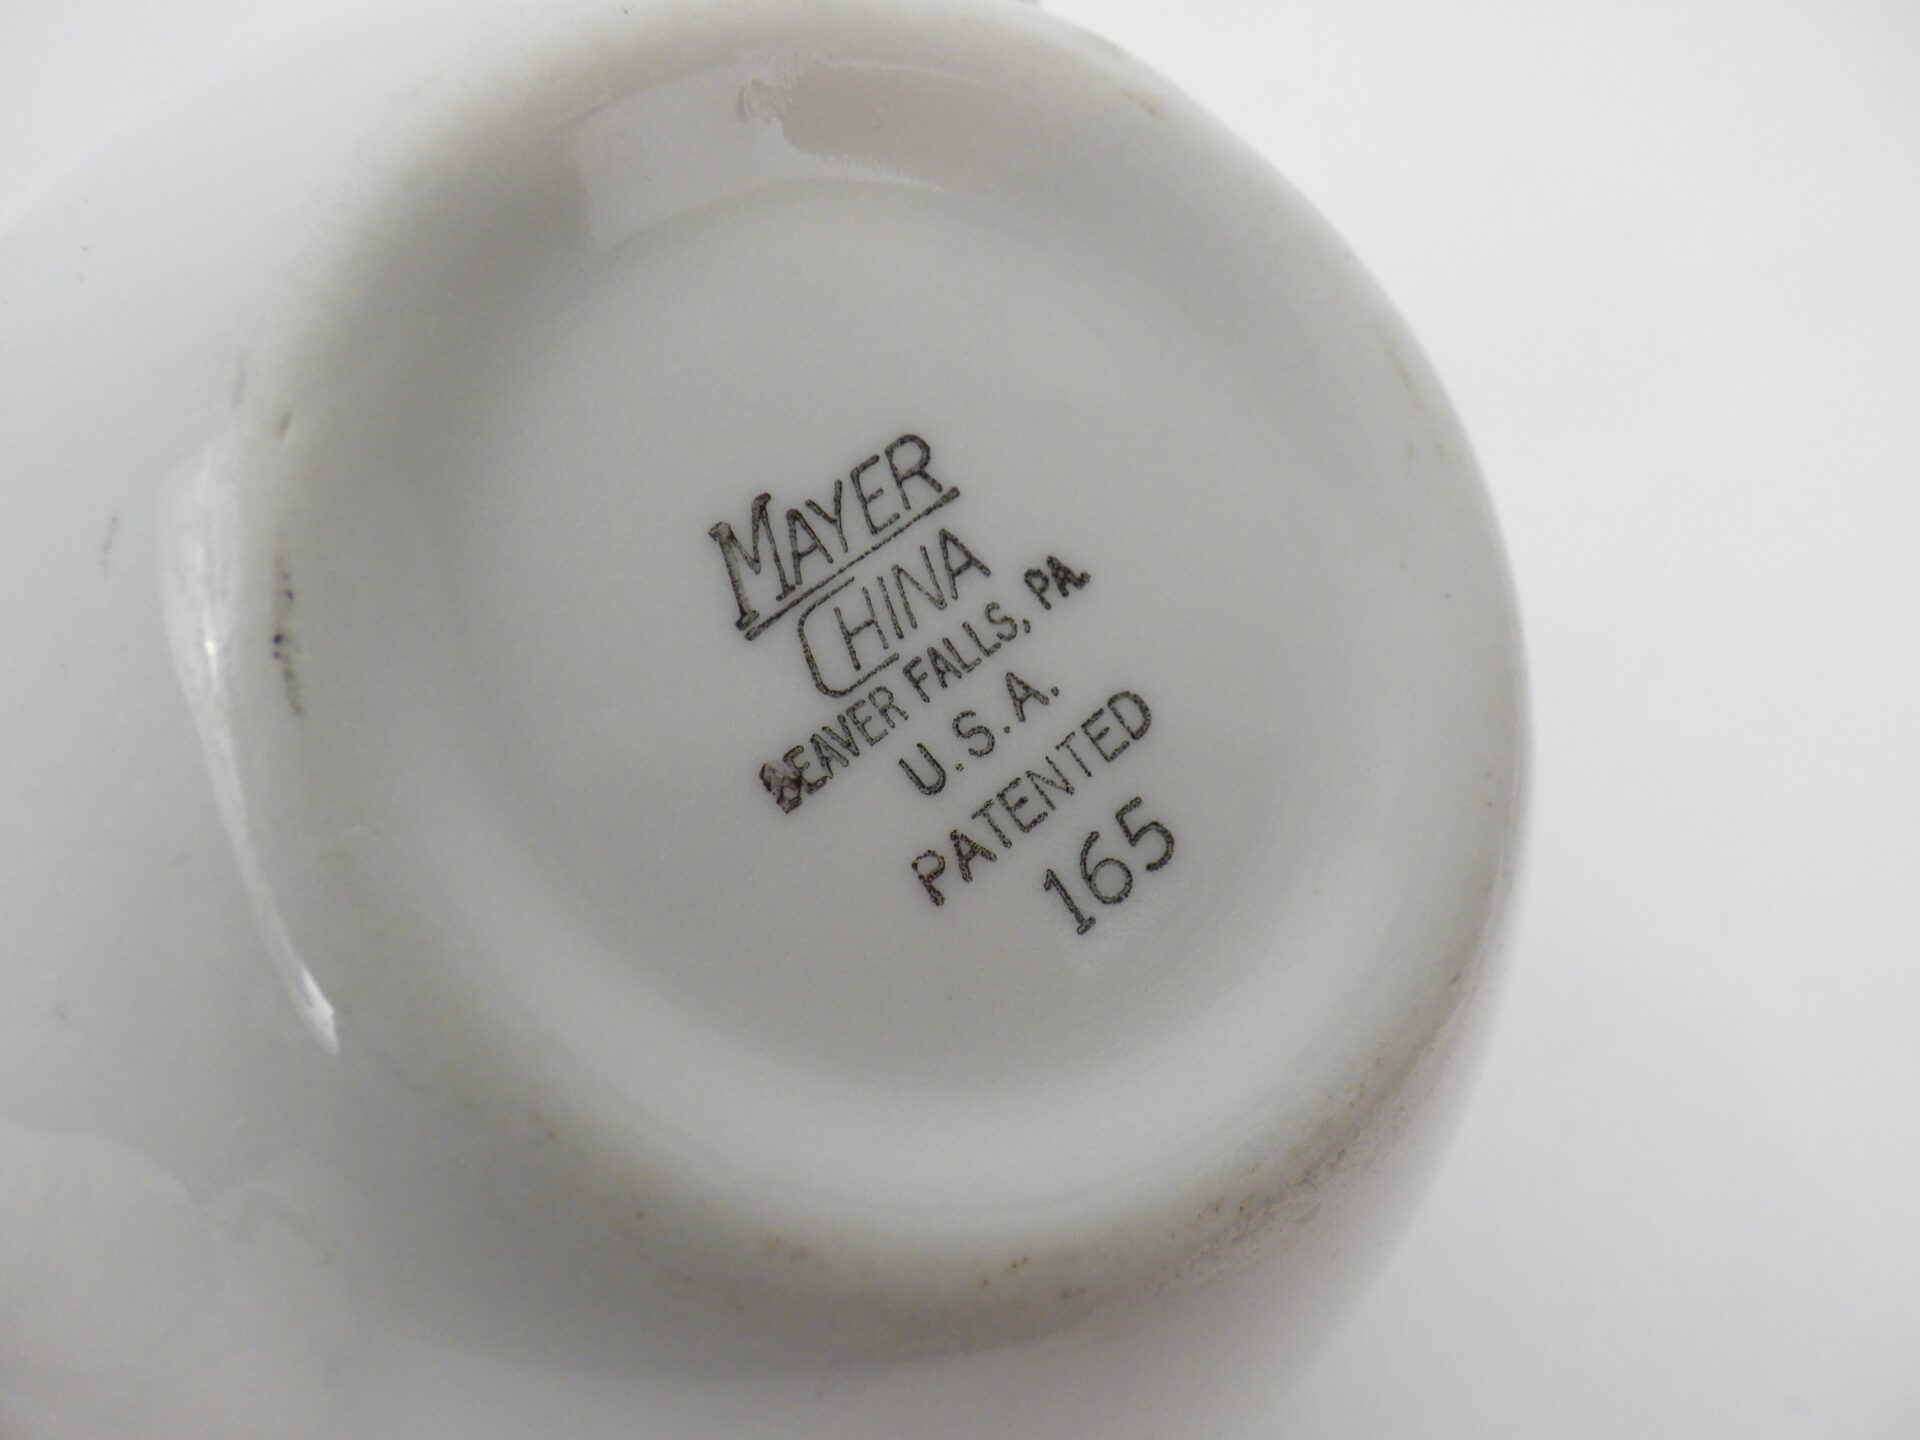 MAYER
CHINA
BEAVER FALLS, PA.
U.S.A.
PATENTED
165